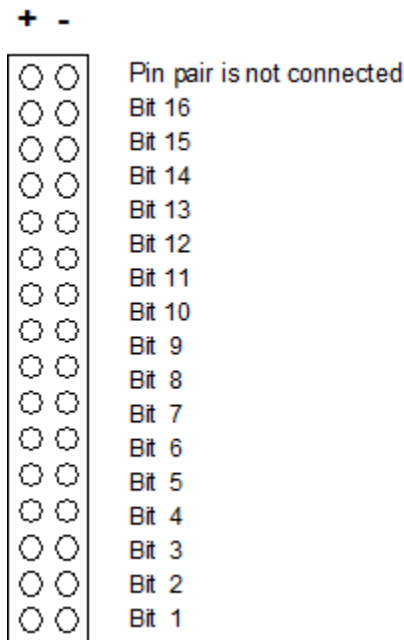 + -
Pin pair is not connected
Bit 16
Bit 15
Bit 14
Bit 13
Bit 12
Bit 11
Bit 10
Bit 9
Bit 8
Bit 7
Bit 6
Bit 5
Bit 4
Bit 3
Bit 2
Bit 1